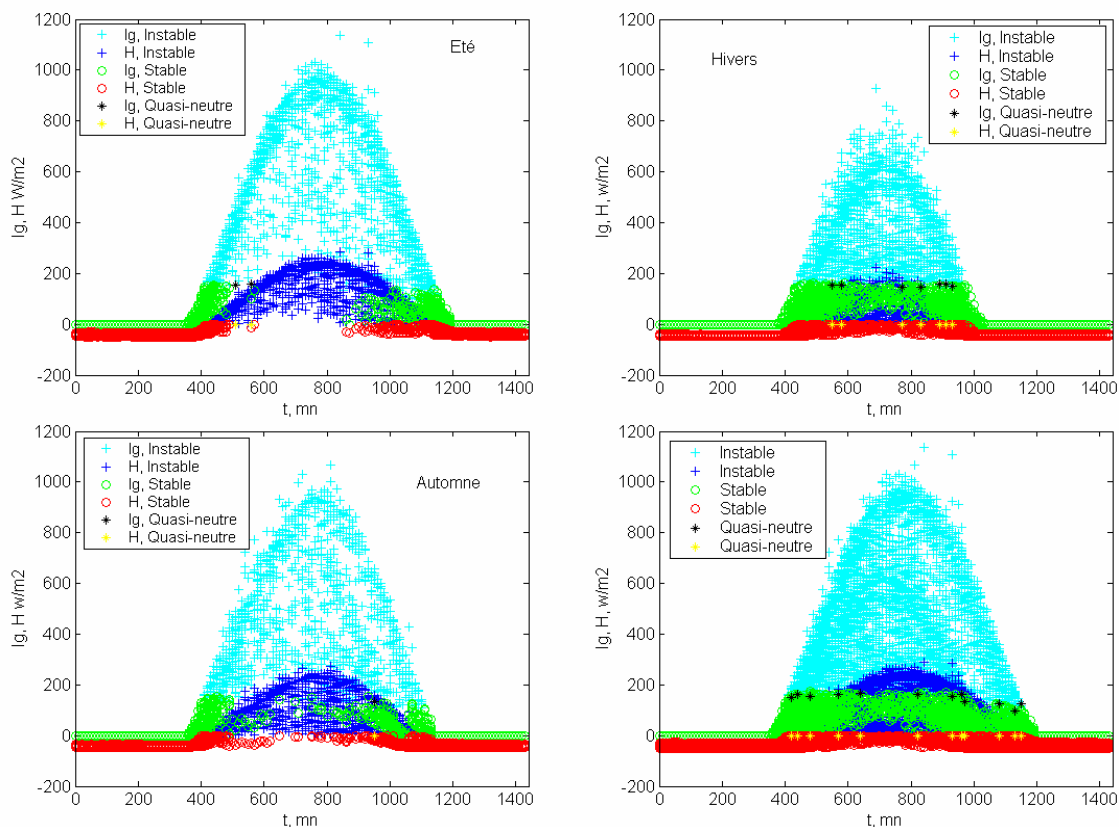 1200
1000
800
600
400
200
0
-200
Ig, H W/m2
Ig, Instable
H, Instable
Ig, Stable
H, Stable
Ig, Quasi-neutre
H, Quasi-neutre
Eté
0 200 400 600 800 1000 1200 1400
t, mn
1200
1000
800
600
400
200
0
-200
Ig, H, w/m2
Hivers
Ig, Instable
H, Instable
Ig, Stable
H, Stable
Ig, Quasi-neutre
H, Quasi-neutre
0 200 400 600 800 1000 1200 1400
t, mn
1200
1000
800
600
400
200
0
-200
Ig, H w/m2
Ig, Instable
H, Instable
Ig, Stable
H, Stable
Ig, Quasi-neutre
H, Quasi-neutre
Automne
0 200 400 600 800 1000 1200 1400
t, mn
1200
1000
800
600
400
200
0
-200
Ig, H, w/m2
Instable
Instable
Stable
Stable
Quasi-neutre
Quasi-neutre
0 200 400 600 800 1000 1200 1400
t, mn